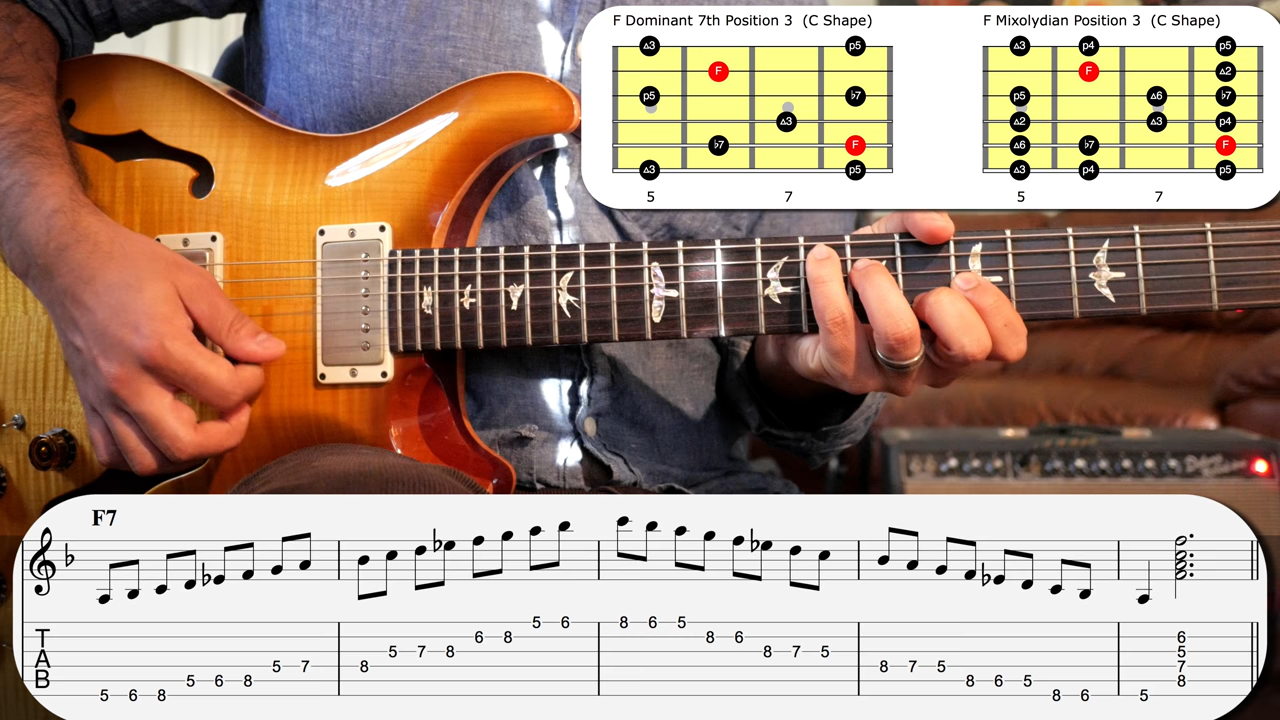 F Dominant 7th Position 3 (C Shape)
Δ3 p5
F
p5 ♭7
Δ3
♭7 F
Δ3 p5
5 7
F Mixolydian Position 3 (C Shape)
Δ3 p4 p5
F Δ2
p5 Δ6 ♭7
Δ2 Δ3 p4
Δ6 ♭7 F
Δ3 p4 p5
5 7
F7
TAB
5 6 8 6 5
6 8 8 6 6
5 7 8 8 7 5 5
5 7 8 8 7 5 7
5 6 8 8 6 5 8
5 6 8 8 6 5